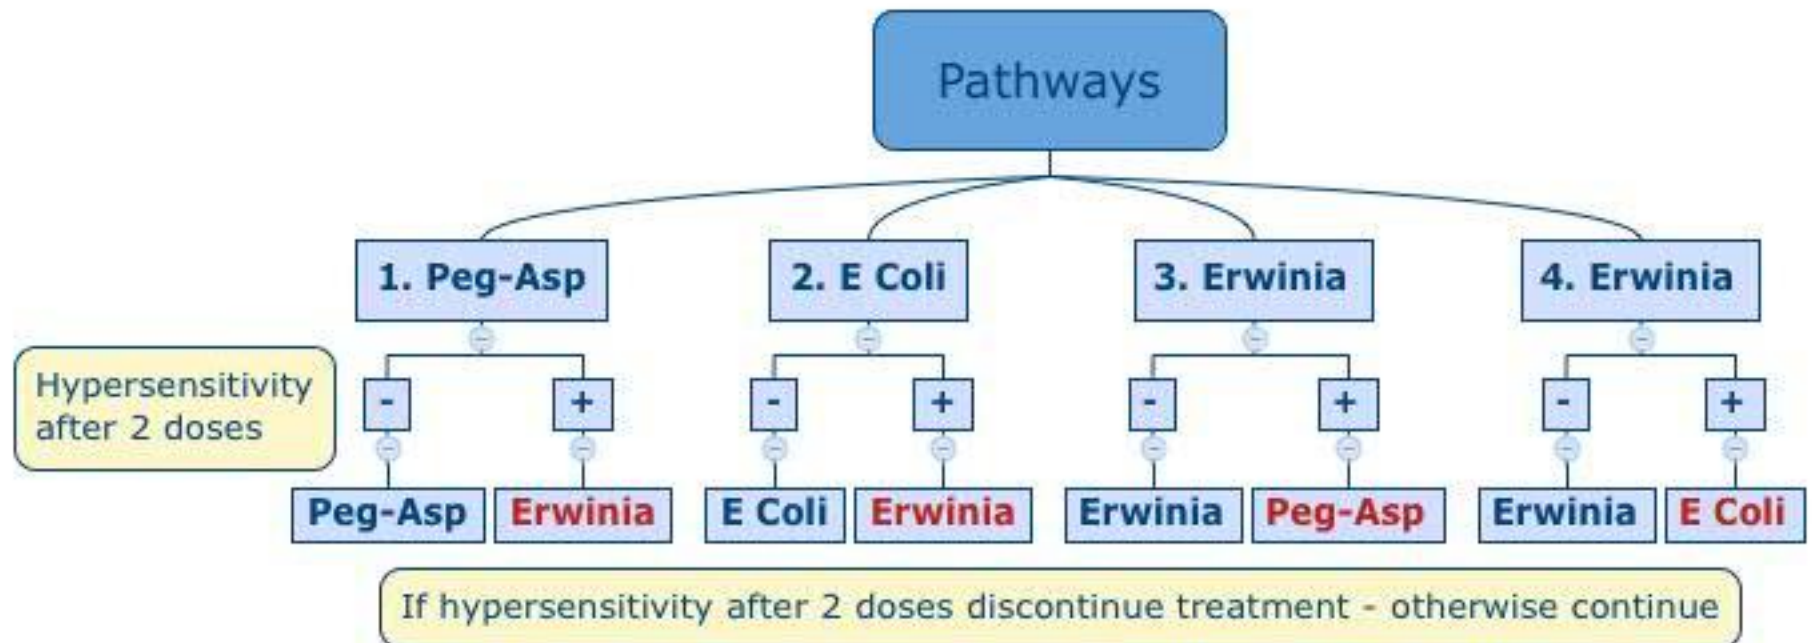 Pathways
1. Peg-Asp
2. E Coli
3. Erwinia
4. Erwinia
Hypersensitivity
after 2 doses
- + - + - + - +
Peg-Asp Erwinia E Coli Erwinia Erwinia Peg-Asp Erwinia E Coli
If hypersensitivity after 2 doses discontinue treatment - otherwise continue